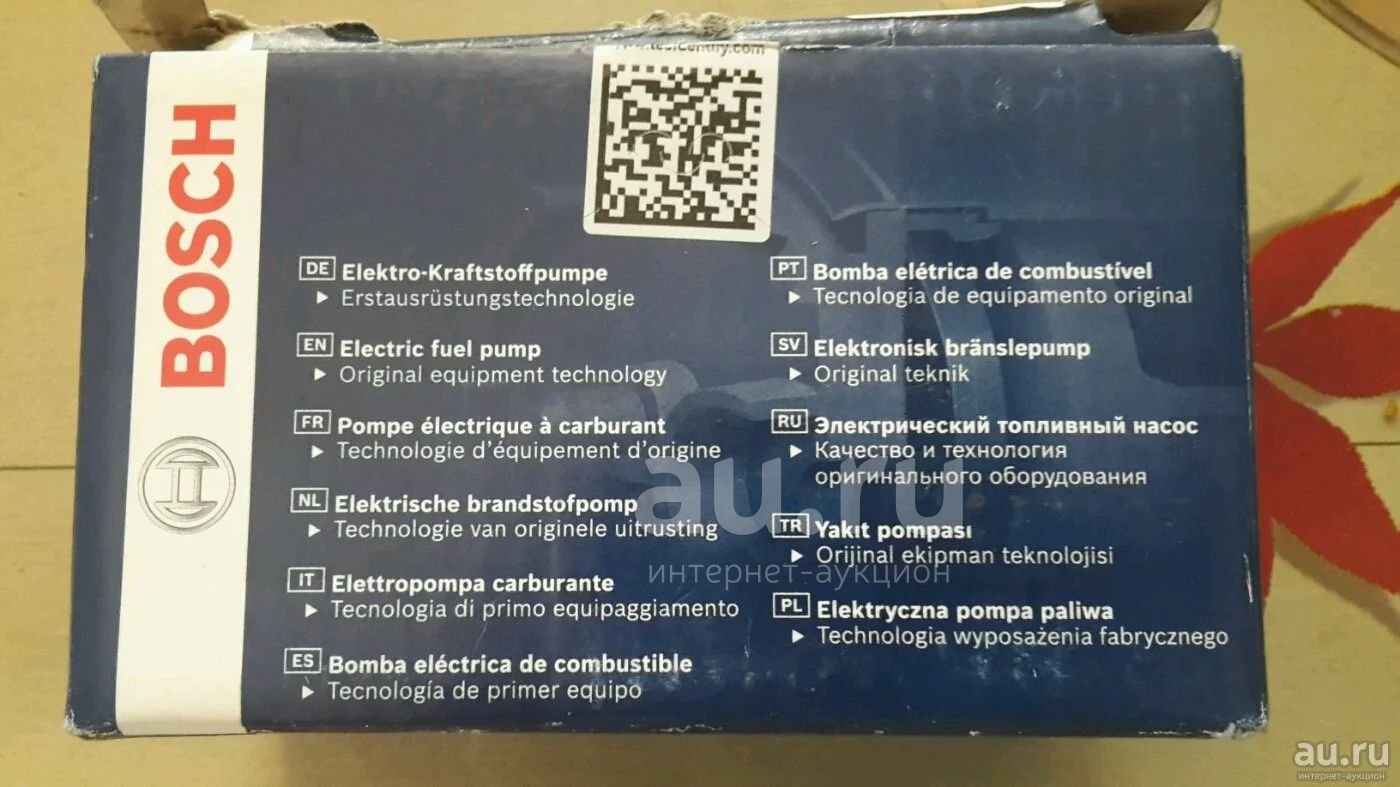 BOSCH
DE Elektro-Kraftstoffpumpe
Erstausrüstungstechnologie
EN Electric fuel pump
Original equipment technology
FR Pompe électrique à carburant
Technologie d'équipement d'origine
NL Elektrische brandstofpomp
Technologie van originele uitrusting
IT Elettropompa carburante
Tecnologia di primo equipaggiamento
ES Bomba eléctrica de combustible
Tecnología de primer equipo
PT Bomba elétrica de combustível
Tecnologia de equipamento original
SV Elektronisk bränslepump
Original teknik
RU Электрический топливный насос
Качество и технология
оригинального оборудования
TR Yakıt pompası
Orijinal ekipman teknolojisi
PL Elektryczna pompa paliwa
Technologia wyposażenia fabrycznego
au.ru
интернет-аукцион
au.ru
интернет-аукцион